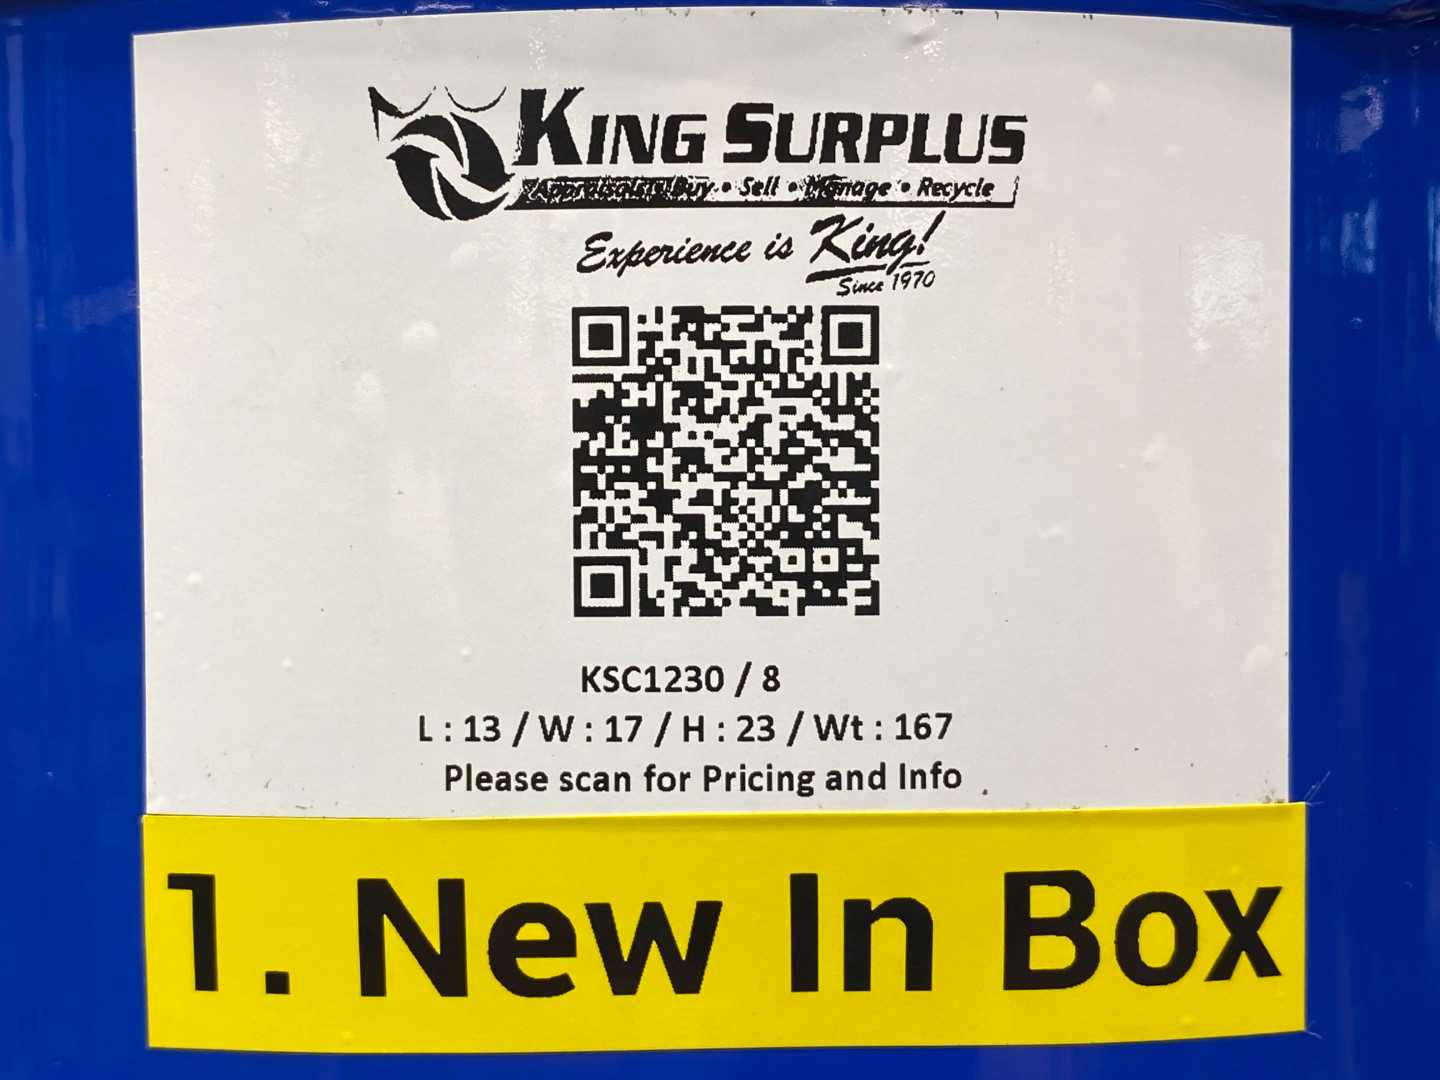 KING SURPLUS
Appraisals • Buy • Sell • Manage • Recycle
Experience is King!
Since 1970
KSC1230 / 8
L : 13 / W : 17 / H : 23 / Wt : 167
Please scan for Pricing and Info
1. New In Box